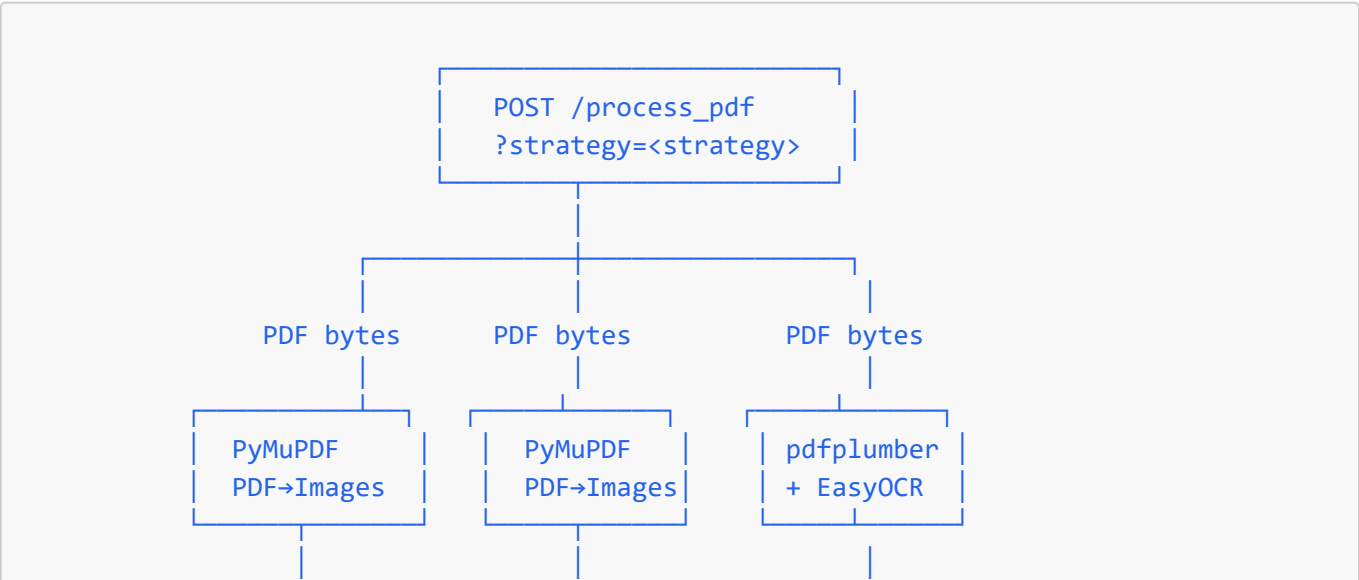 POST /process_pdf
?strategy=<strategy>
PDF bytes PDF bytes PDF bytes
PyMuPDF PyMuPDF pdfplumber
PDF→Images PDF→Images + EasyOCR